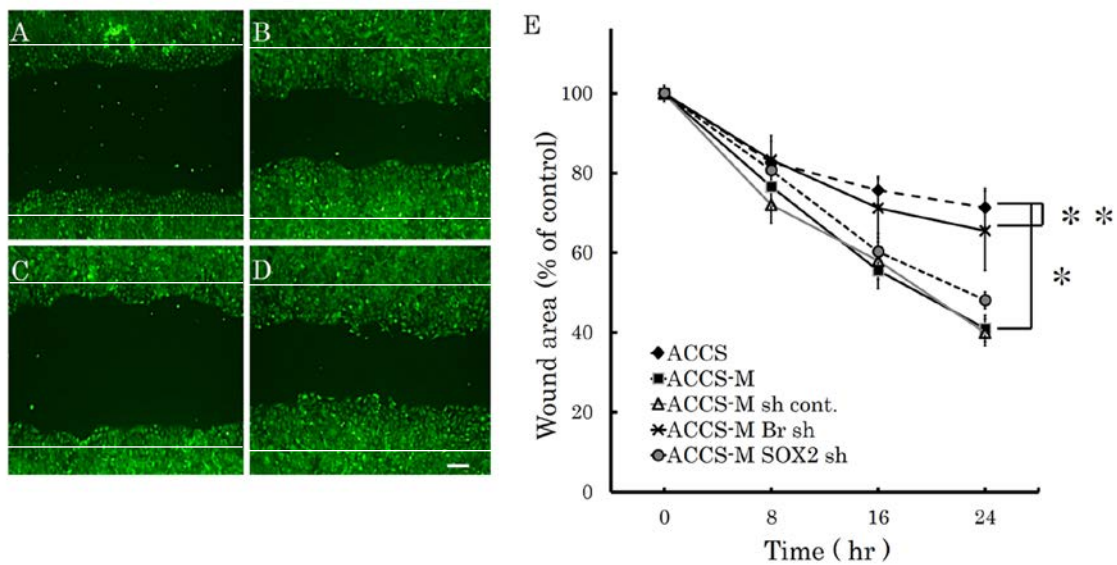 A
B
C
D
E
Wound area (% of control)
100
80
60
40
20
0
ACCS
ACCS-M
ACCS-M sh cont.
ACCS-M Br sh
ACCS-M SOX2 sh
* *
*
0 8 16 24
Time ( hr )